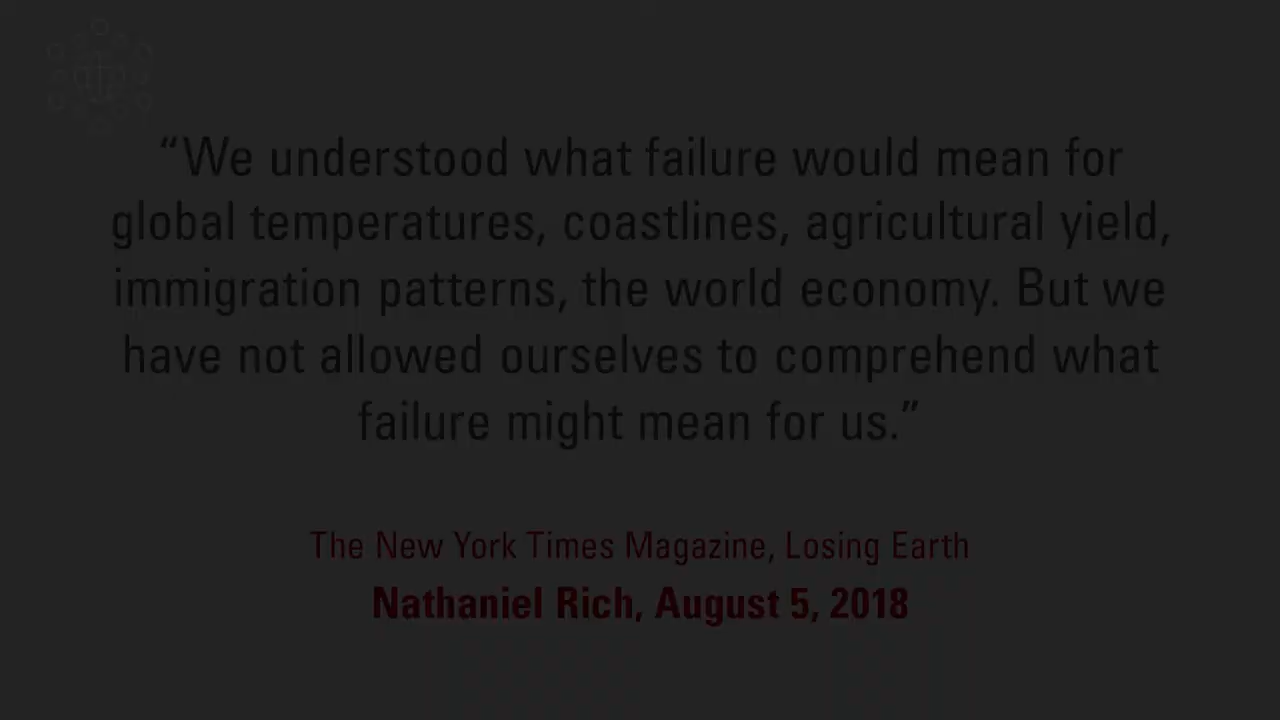 “We understood what failure would mean for
global temperatures, coastlines, agricultural yield,
immigration patterns, the world economy. But we
have not allowed ourselves to comprehend what
failure might mean for us.”
The New York Times Magazine, Losing Earth
Nathaniel Rich, August 5, 2018